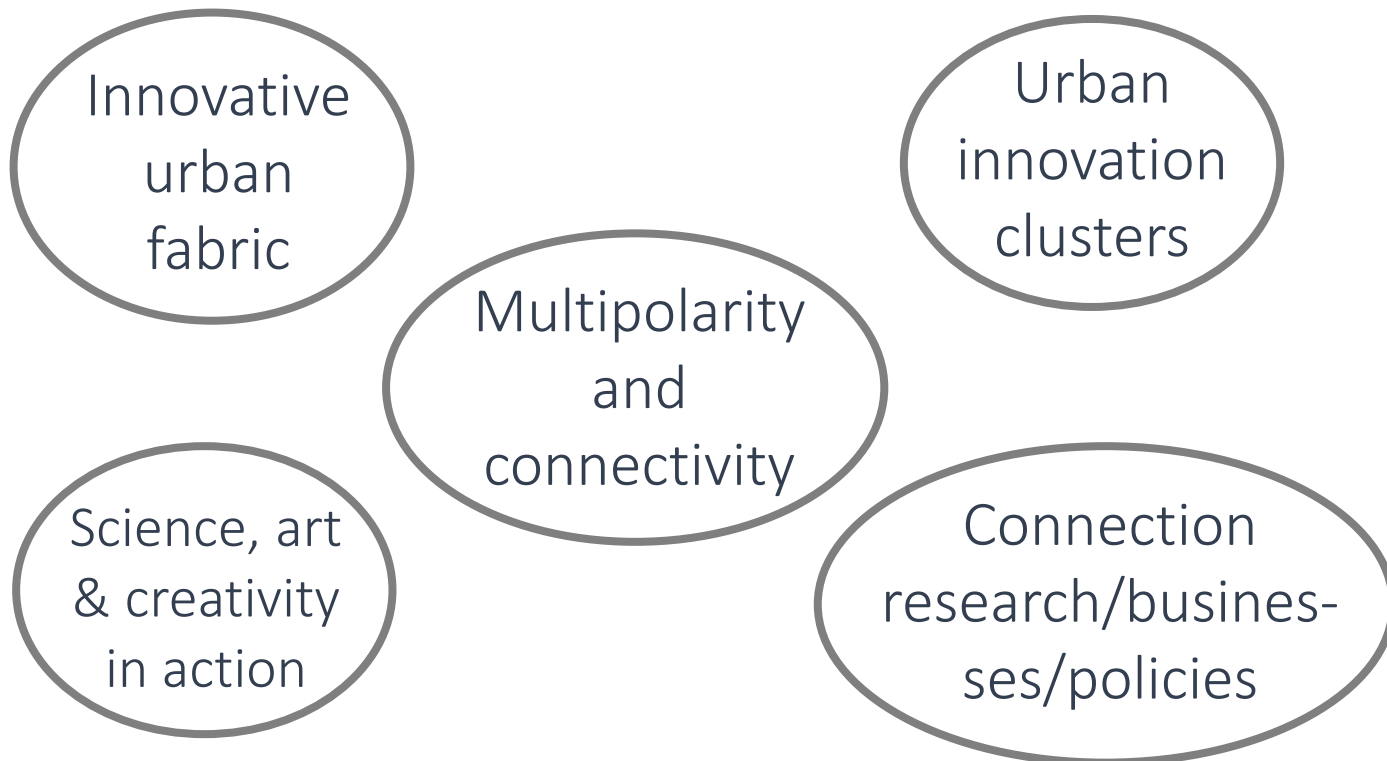 Innovative
urban
fabric
Urban
innovation
clusters
Multipolarity
and
connectivity
Science, art
& creativity
in action
Connection
research/busines-
ses/policies